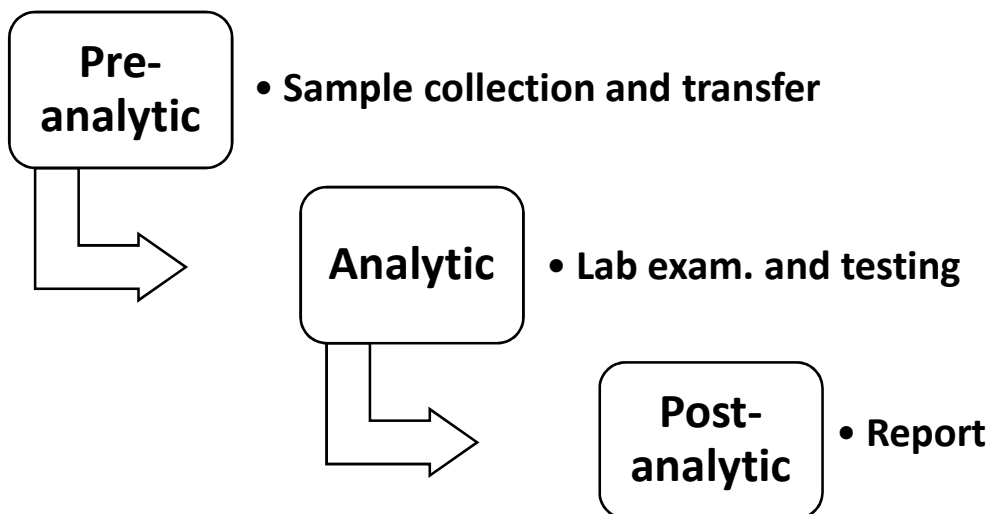 Pre-
analytic
• Sample collection and transfer
Analytic
• Lab exam. and testing
Post-
analytic
• Report